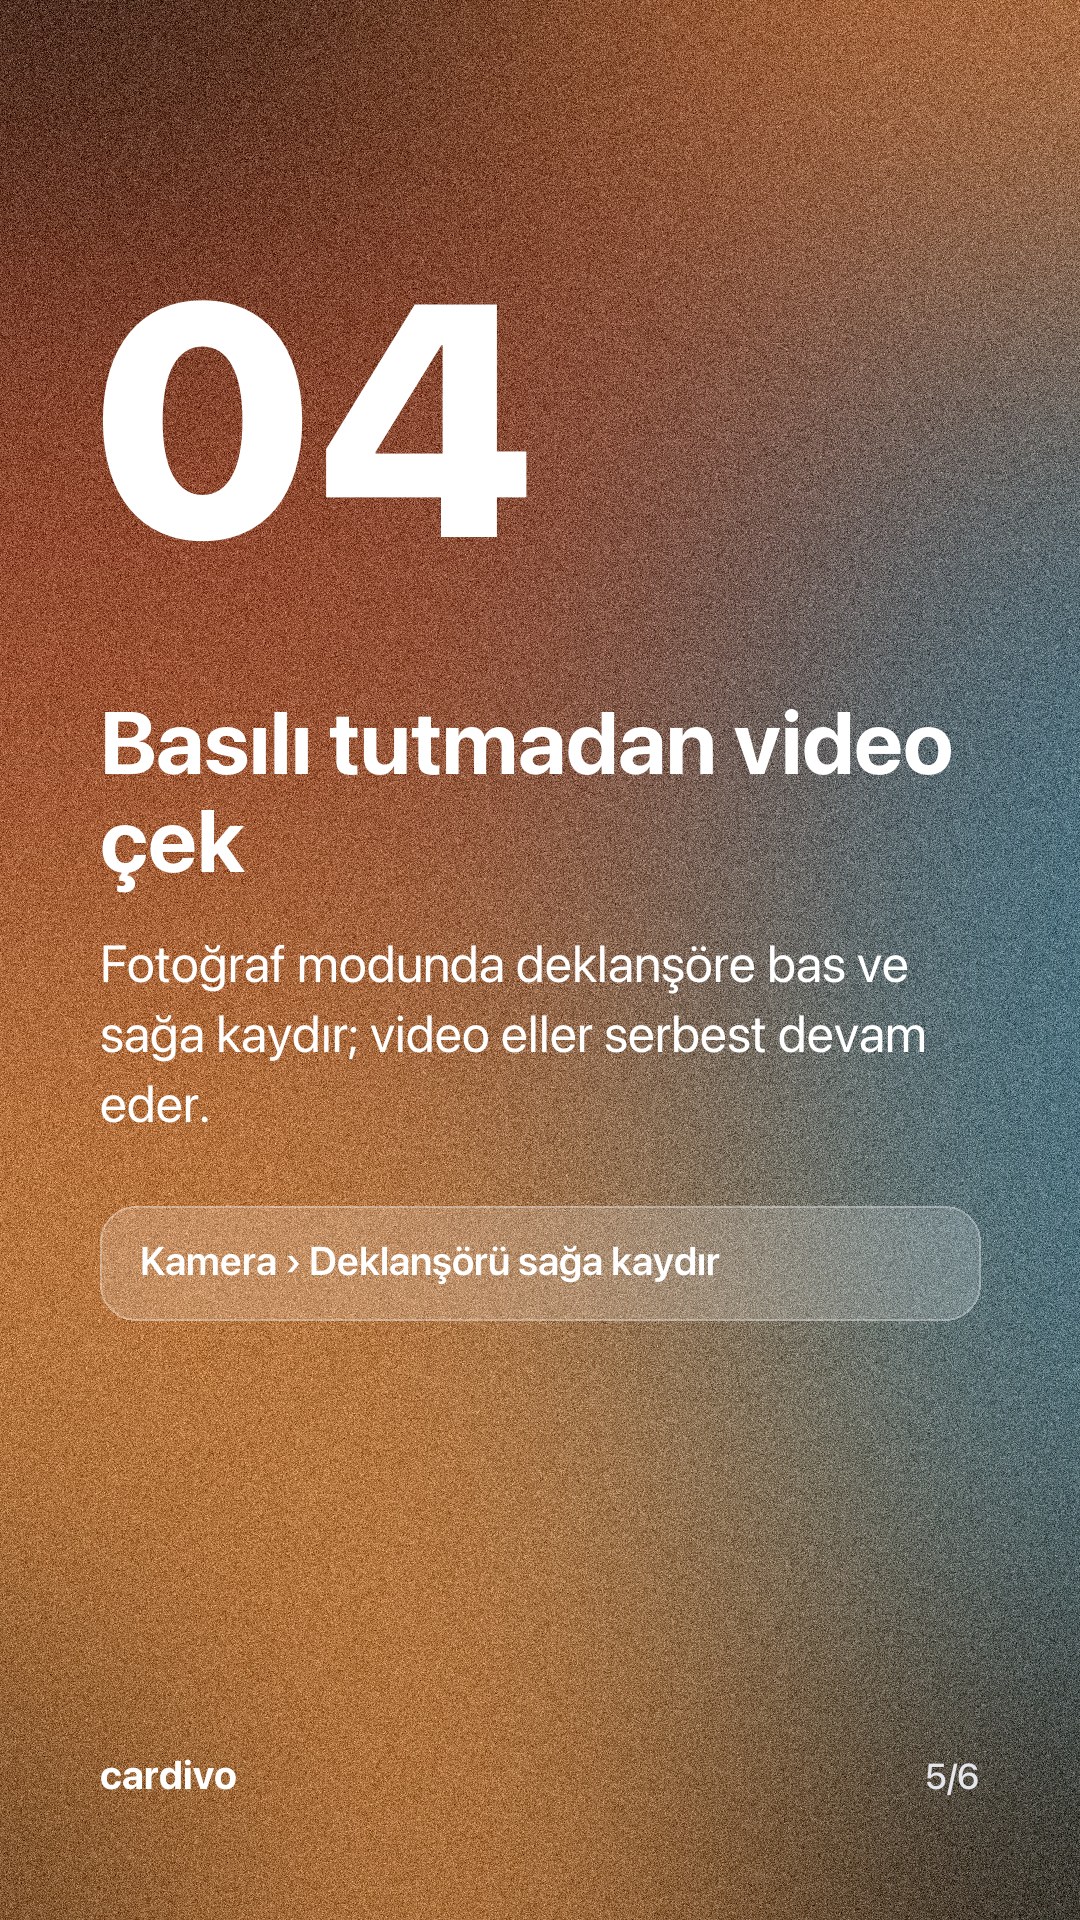 04
Basılı tutmadan video
çek
Fotoğraf modunda deklanşöre bas ve
sağa kaydır; video eller serbest devam
eder.
Kamera › Deklanşörü sağa kaydır
cardivo
5/6